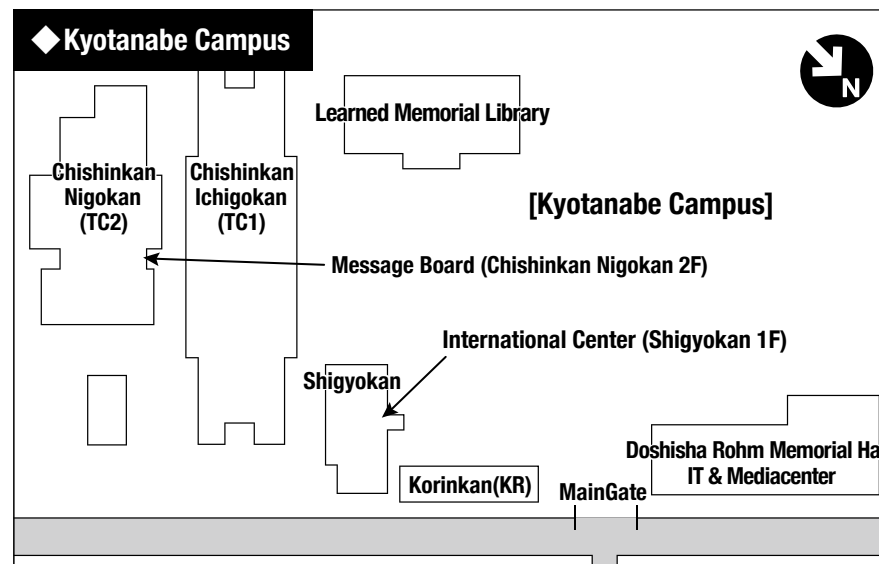 ◆Kyotanabe Campus
N
Learned Memorial Library
Chishinkan
Nigokan
(TC2)
Chishinkan
Ichigokan
(TC1)
[Kyotanabe Campus]
Message Board (Chishinkan Nigokan 2F)
International Center (Shigyokan 1F)
Shigyokan
Doshisha Rohm Memorial Ha
IT & Mediacenter
Korinkan(KR)
MainGate